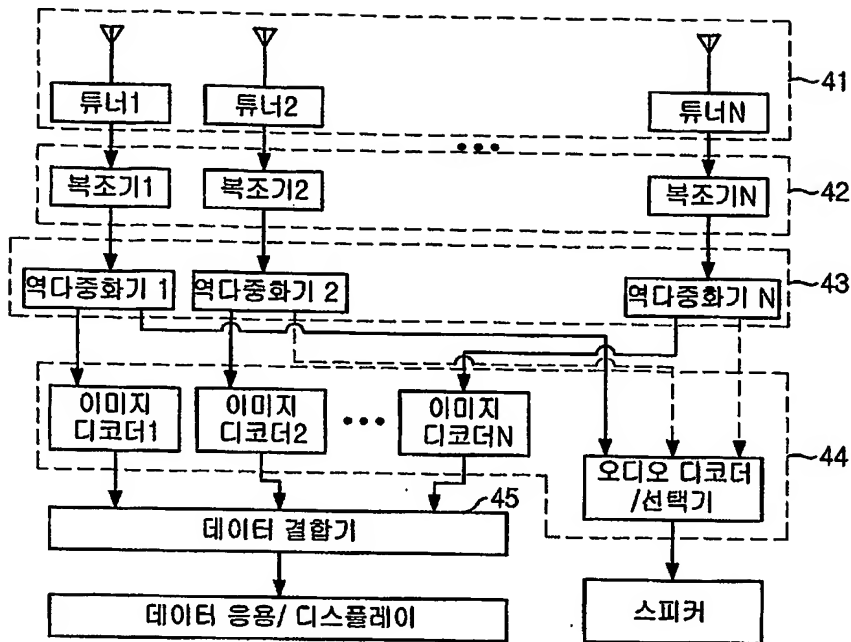 튜너1
튜너2
튜너N
41
•••
복조기1
복조기2
복조기N
42
역다중화기 1
역다중화기 2
역다중화기 N
43
이미지
디코더1
이미지
디코더2
•••
이미지
디코더N
오디오 디코더
/선택기
44
45
데이터 결합기
데이터 응용/ 디스플레이
스피커